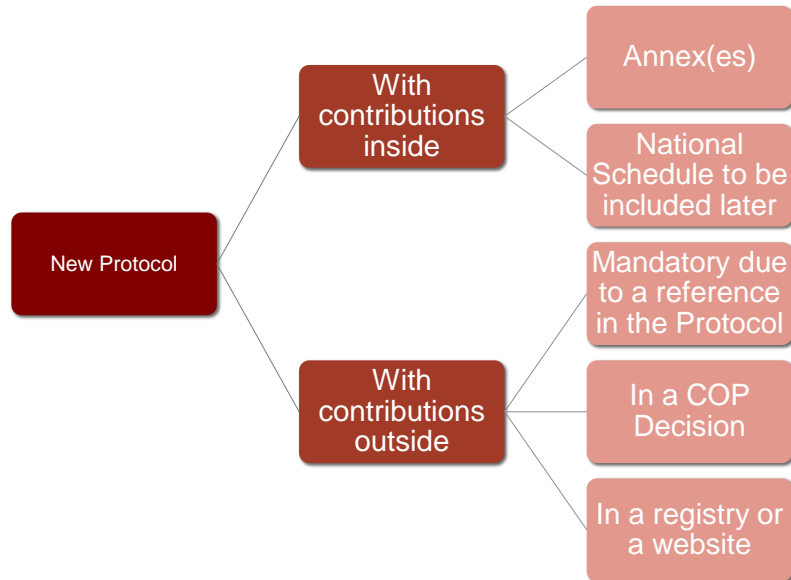 New Protocol
With
contributions
inside
Annex(es)
National
Schedule to be
included later
With
contributions
outside
Mandatory due
to a reference
in the Protocol
In a COP
Decision
In a registry or
a website